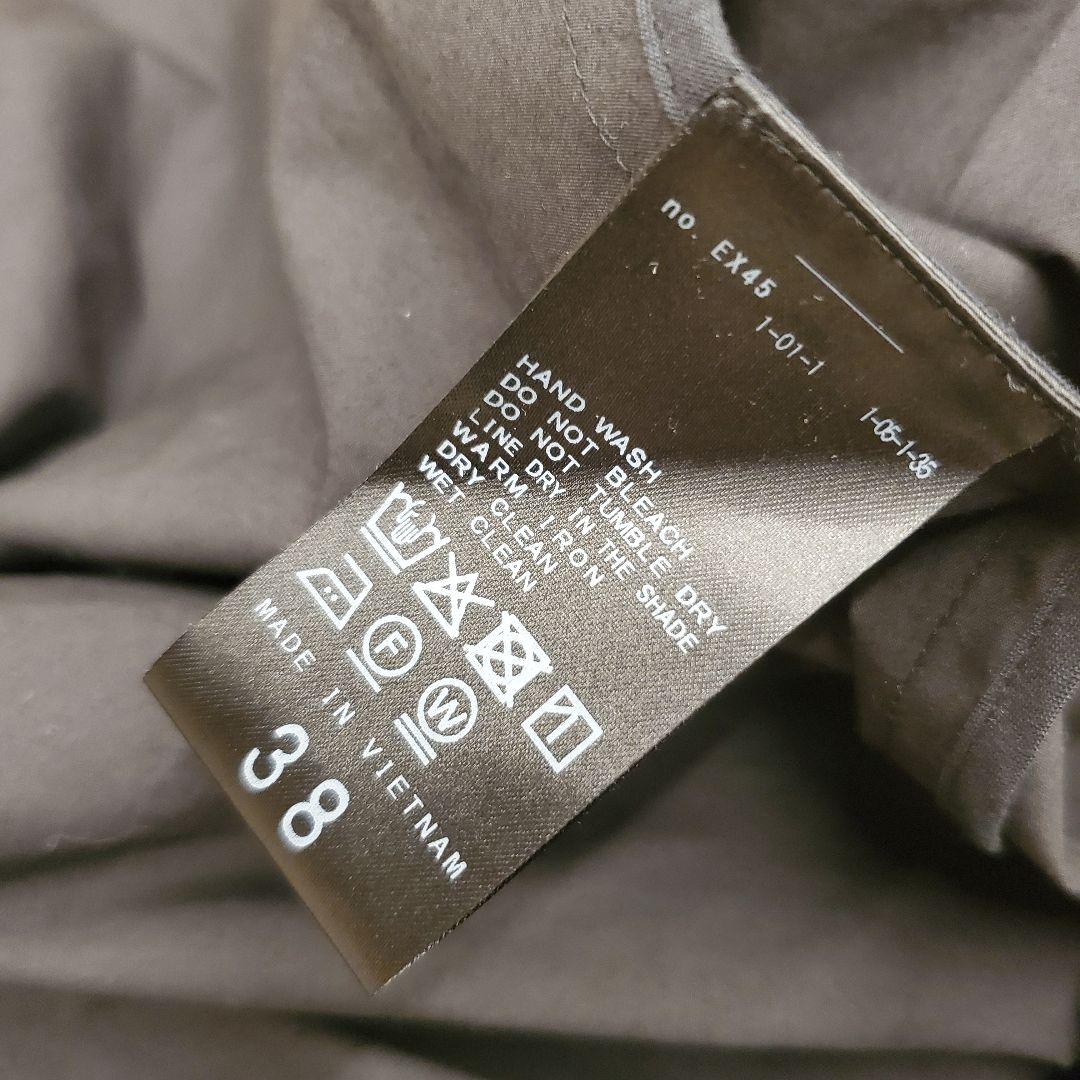 no. EX45
1-01-1
1-05-1-35
HAND WASH
DO NOT BLEACH
DO NOT TUMBLE DRY
LINE DRY IN THE SHADE
WARM IRON
DRY CLEAN
WET CLEAN
F
W
MADE IN VIETNAM
38